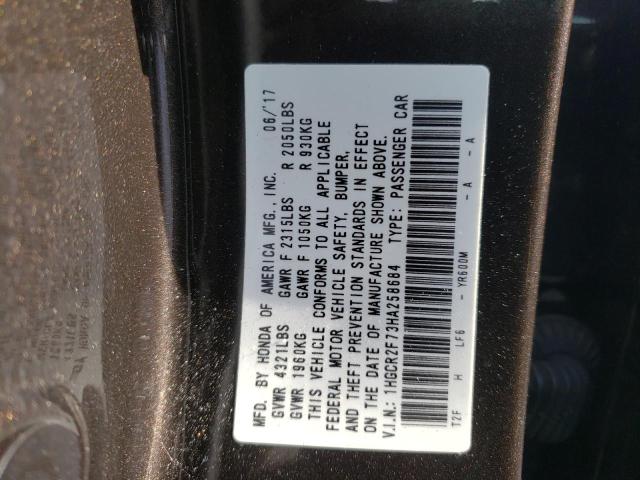 MFD. BY HONDA OF AMERICA MFG., INC. 06/'17
GVWR 4321LBS GAWR F 2315LBS R 2050LBS
GVWR 1960KG GAWR F 1050KG R 930KG
THIS VEHICLE CONFORMS TO ALL APPLICABLE
FEDERAL MOTOR VEHICLE SAFETY, BUMPER,
AND THEFT PREVENTION STANDARDS IN EFFECT
ON THE DATE OF MANUFACTURE SHOWN ABOVE.
V.I.N.: 1HGCR2F73HA258684 TYPE: PASSENGER CAR
T2F H LF6 - YR600M - A - A